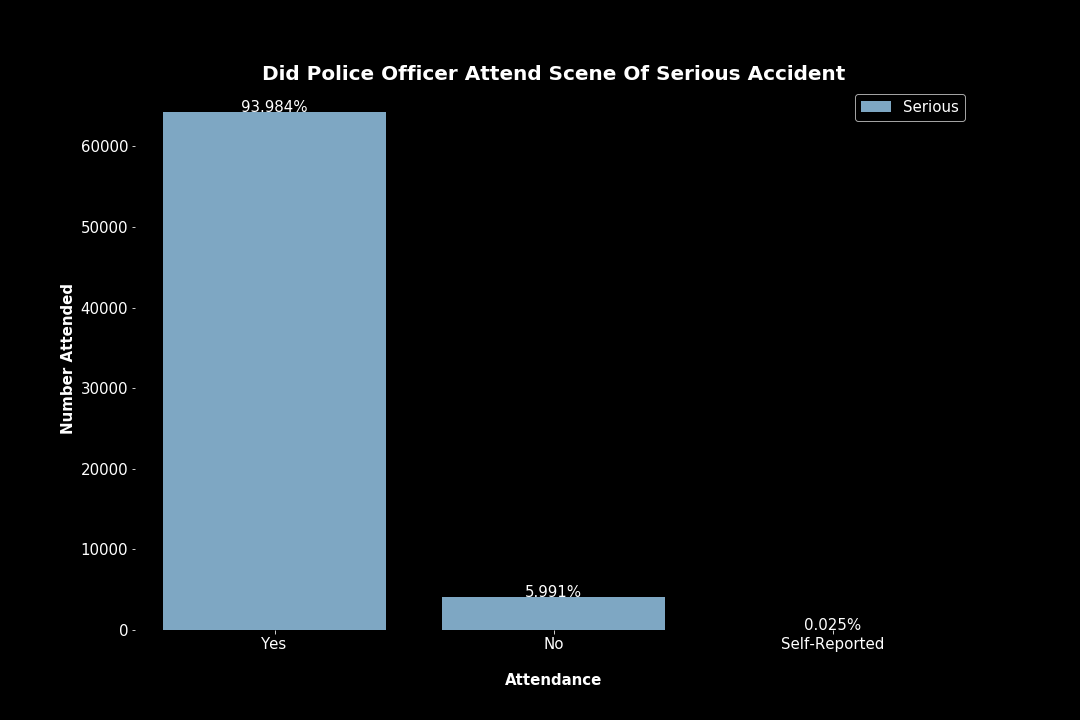 Did Police Officer Attend Scene Of Serious Accident
93.984%
Serious
60000
50000
40000
30000
20000
10000
0
Number Attended
5.991%
0.025%
Yes
No
Self-Reported
Attendance